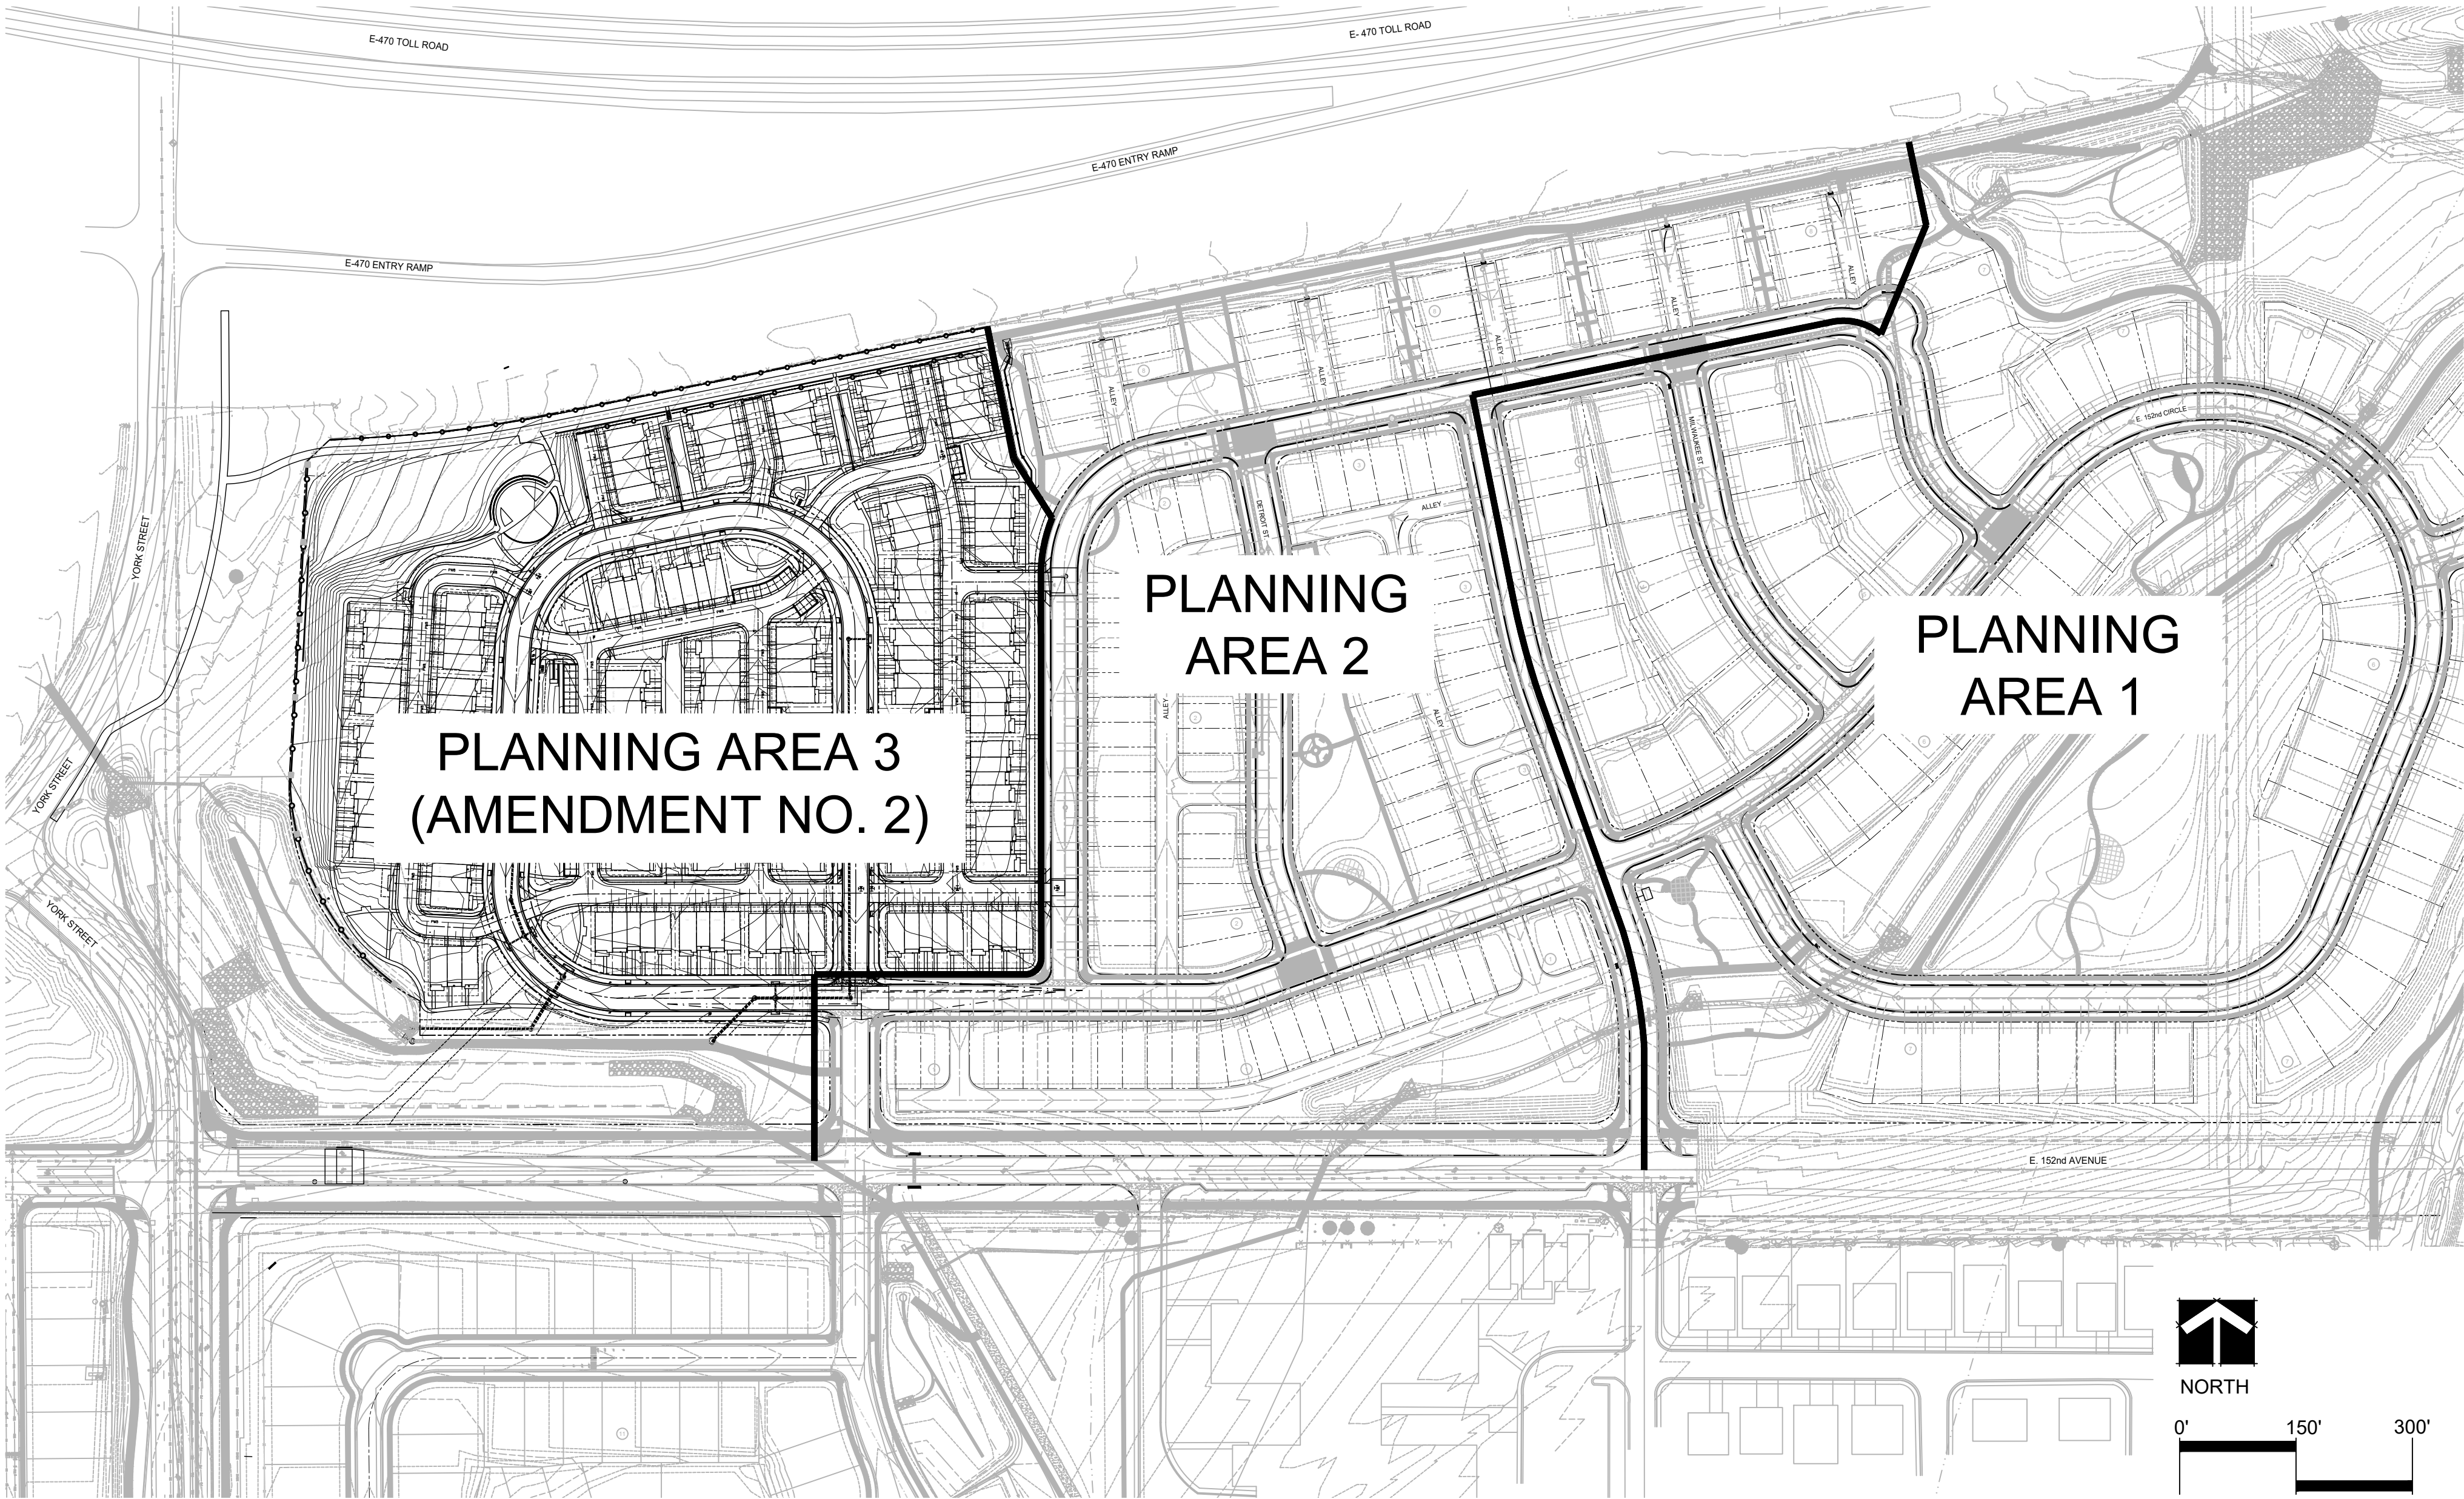 E-470 TOLL ROAD
E- 470 TOLL ROAD
E-470 ENTRY RAMP
E-470 ENTRY RAMP
ALLEY
ALLEY
ALLEY
ALLEY
ALLEY
MILWAUKEE ST
E. 152nd CIRCLE
DETROIT ST
ALLEY
YORK STREET
PLANNING
AREA 2
PLANNING
AREA 1
ALLEY
ALLEY
PLANNING AREA 3
(AMENDMENT NO. 2)
YORK STREET
YORK STREET
E. 152nd AVENUE
NORTH
0'
150'
300'